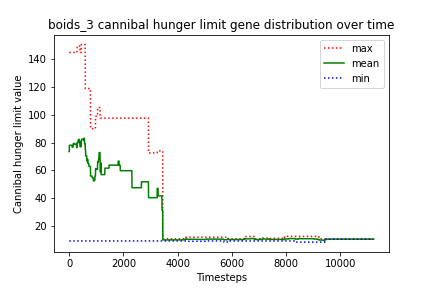 boids_3 cannibal hunger limit gene distribution over time
max
mean
min
Cannibal hunger limit value
140
120
100
80
60
40
20
0
2000
4000
6000
8000
10000
Timesteps